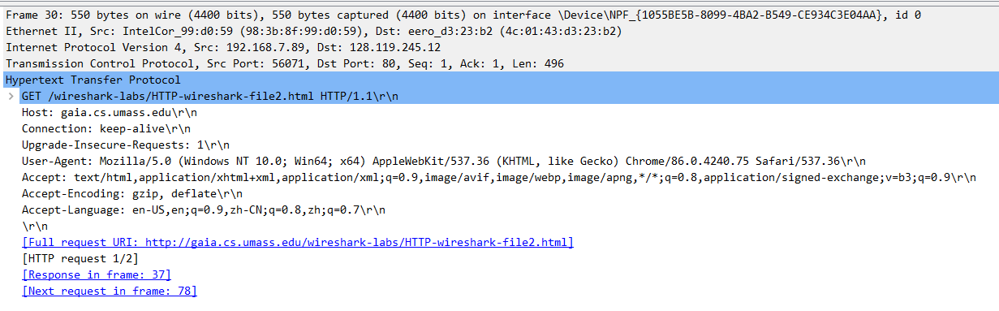 Frame 30: 550 bytes on wire (4400 bits), 550 bytes captured (4400 bits) on interface \Device\NPF_{1055BE5B-8099-4BA2-B549-CE934C3E04AA}, id 0
Ethernet II, Src: IntelCor_99:d0:59 (98:3b:8f:99:d0:59), Dst: eero_d3:23:b2 (4c:01:43:d3:23:b2)
Internet Protocol Version 4, Src: 192.168.7.89, Dst: 128.119.245.12
Transmission Control Protocol, Src Port: 56071, Dst Port: 80, Seq: 1, Ack: 1, Len: 496
Hypertext Transfer Protocol
GET /wireshark-labs/HTTP-wireshark-file2.html HTTP/1.1\r\n
Host: gaia.cs.umass.edu\r\n
Connection: keep-alive\r\n
Upgrade-Insecure-Requests: 1\r\n
User-Agent: Mozilla/5.0 (Windows NT 10.0; Win64; x64) AppleWebKit/537.36 (KHTML, like Gecko) Chrome/86.0.4240.75 Safari/537.36\r\n
Accept: text/html,application/xhtml+xml,application/xml;q=0.9,image/avif,image/webp,image/apng,*/*;q=0.8,application/signed-exchange;v=b3;q=0.9\r\n
Accept-Encoding: gzip, deflate\r\n
Accept-Language: en-US,en;q=0.9,zh-CN;q=0.8,zh;q=0.7\r\n
\r\n
[Full request URI: http://gaia.cs.umass.edu/wireshark-labs/HTTP-wireshark-file2.html]
[HTTP request 1/2]
[Response in frame: 37]
[Next request in frame: 78]